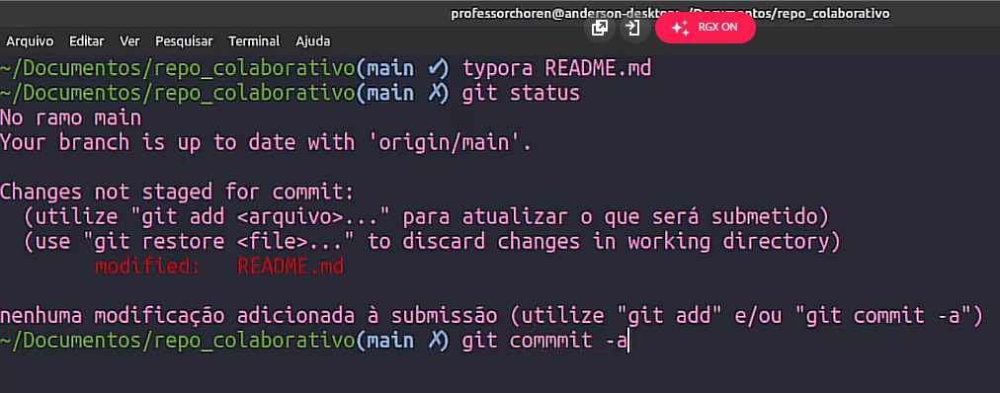 professorchoren@anderson-desktop: ~/Documentos/repo_colaborativo
RGX ON
Arquivo Editar Ver Pesquisar Terminal Ajuda
~/Documentos/repo_colaborativo(main ✔) typora README.md
~/Documentos/repo_colaborativo(main ✗) git status
No ramo main
Your branch is up to date with 'origin/main'.
Changes not staged for commit:
(utilize "git add <arquivo>..." para atualizar o que será submetido)
(use "git restore <file>..." to discard changes in working directory)
modified: README.md
nenhuma modificação adicionada à submissão (utilize "git add" e/ou "git commit -a")
~/Documentos/repo_colaborativo(main ✗) git commmit -a